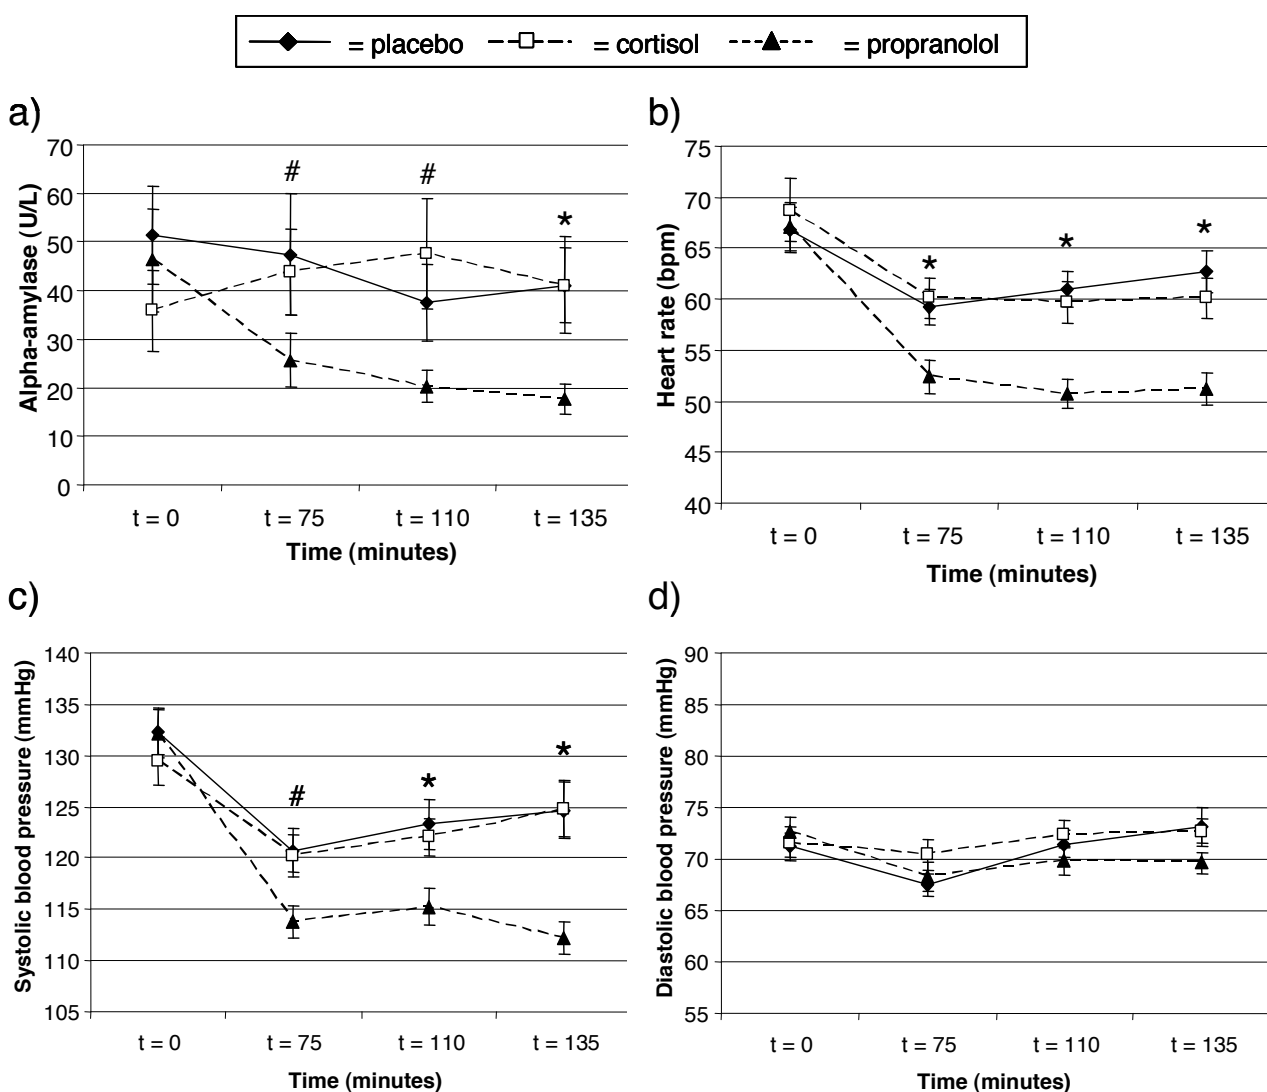 = placebo = cortisol = propranolol
a)
Alpha-amylase (U/L)
70
60
50
40
30
20
10
0
# # *
t = 0 t = 75 t = 110 t = 135
Time (minutes)
b)
Heart rate (bpm)
75
70
65
60
55
50
45
40
* * *
t = 0 t = 75 t = 110 t = 135
Time (minutes)
c)
Systolic blood pressure (mmHg)
140
135
130
125
120
115
110
105
# * *
t = 0 t = 75 t = 110 t = 135
Time (minutes)
d)
Diastolic blood pressure (mmHg)
90
85
80
75
70
65
60
55
t = 0 t = 75 t = 110 t = 135
Time (minutes)